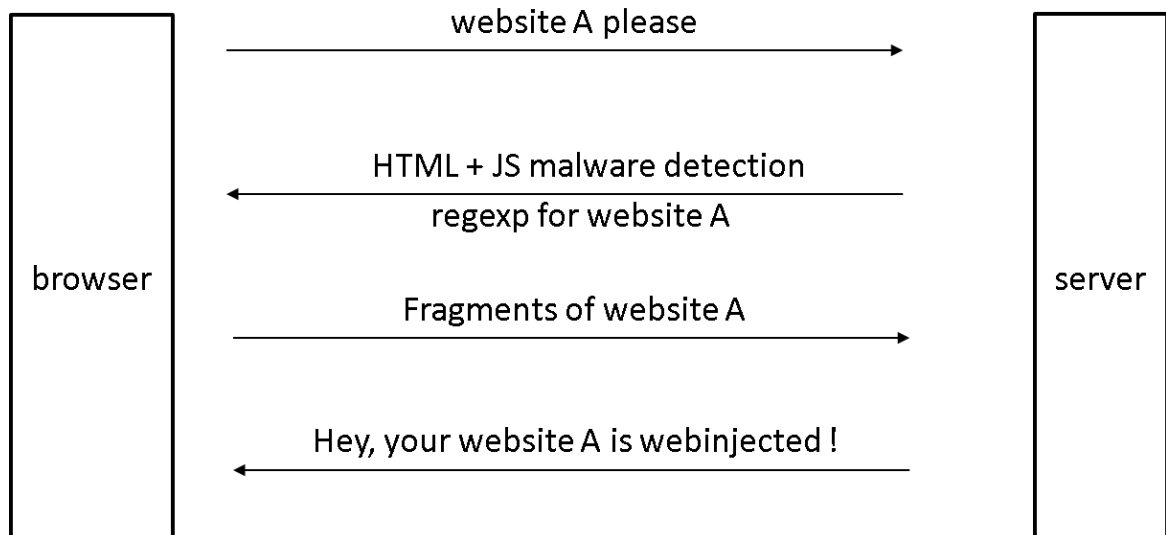 website A please
HTML + JS malware detection
regexp for website A
browser
server
Fragments of website A
Hey, your website A is webinjected !